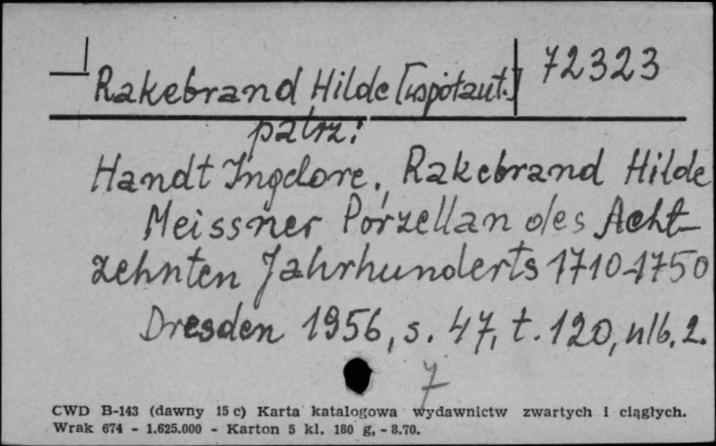 Rakebrand Hilde [współaut.] 72323
patrz:
Handt Ingelore, Rakebrand Hilde
Meissner Porzellan des Acht-
zehnten Jahrhunderts 1710-1750
Dresden 1956, s. 47, t. 120, nlb. 2.
7
CWD B-143 (dawny 15 c) Karta katalogowa wydawnictw zwartych i ciągłych.
Wrak 674 - 1.625.000 - Karton 5 kl. 180 g, - 8.70.